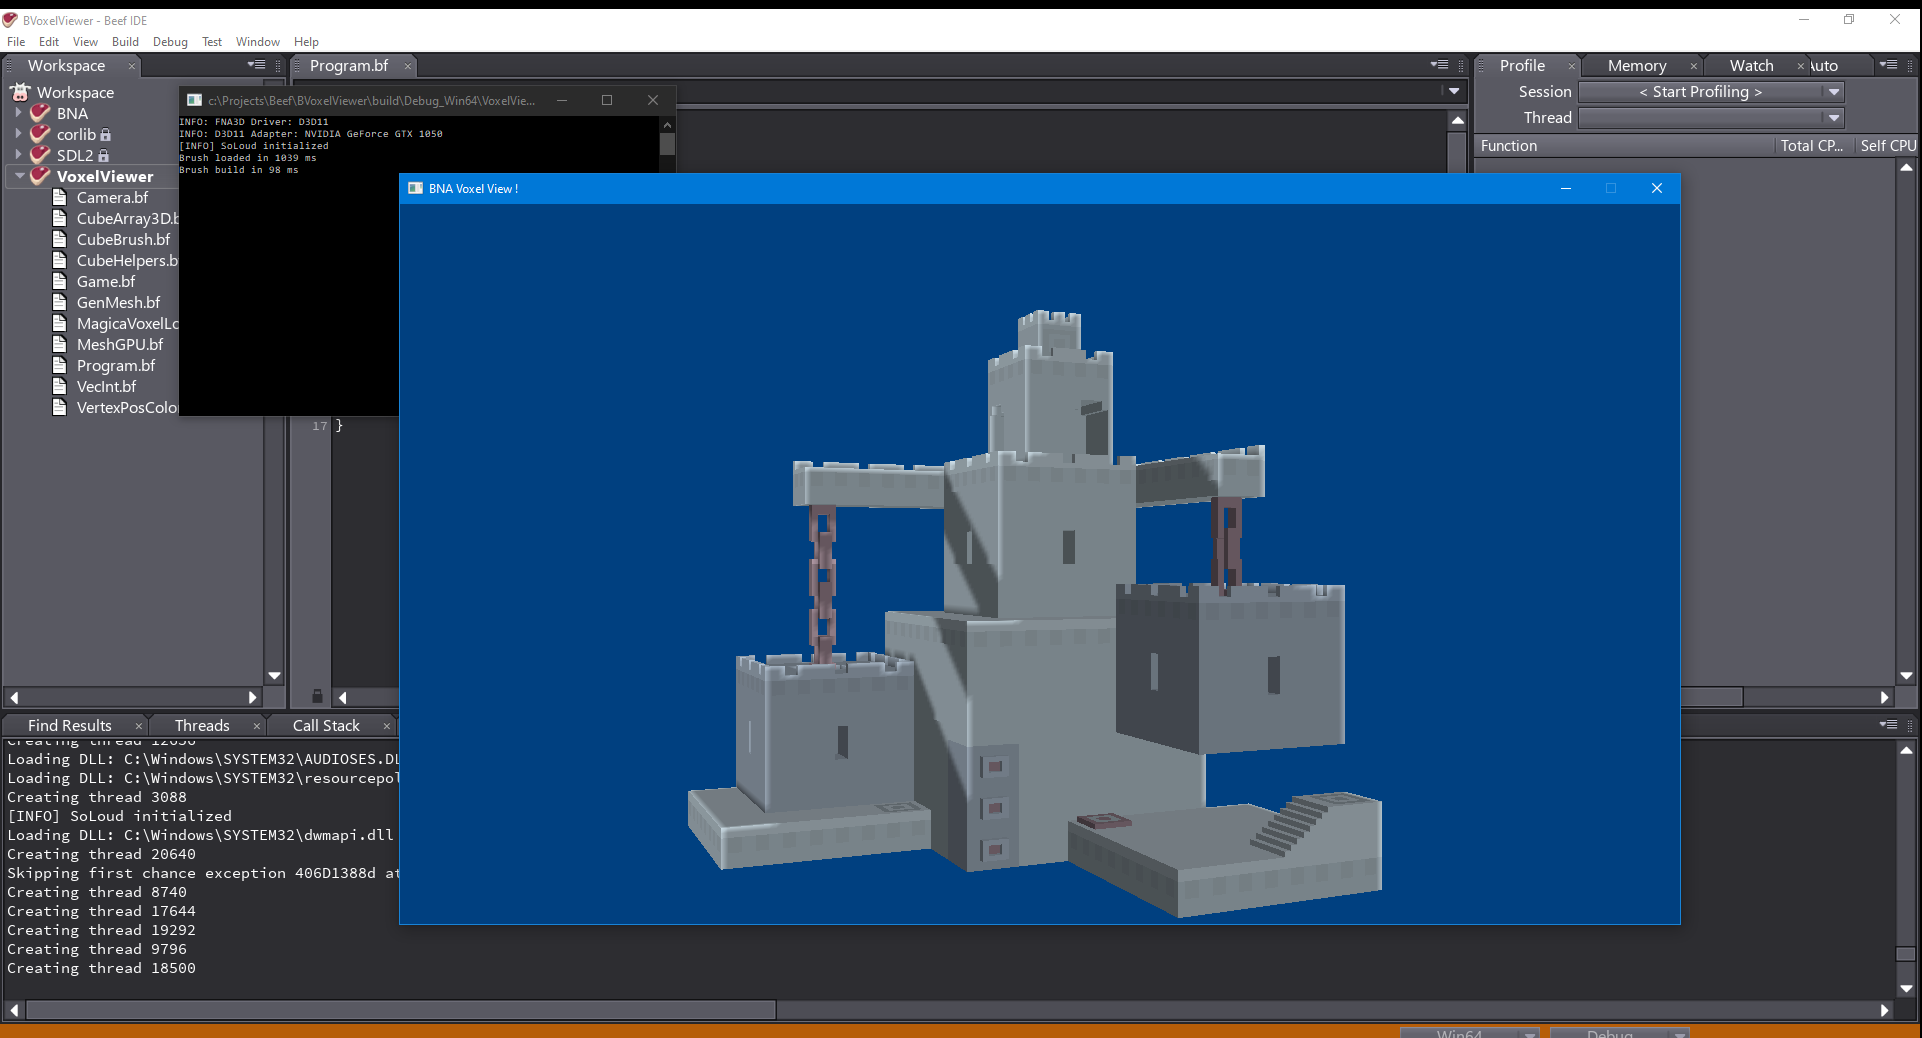 BVoxelViewer - Beef IDE
File Edit View Build Debug Test Window Help
Workspace
Program.bf
Profile
Memory
Watch
Auto
Workspace
BNA
corlib
SDL2
VoxelViewer
Camera.bf
CubeArray3D.b
CubeBrush.bf
CubeHelpers.b
Game.bf
GenMesh.bf
MagicaVoxelLo
MeshGPU.bf
Program.bf
VecInt.bf
VertexPosColo
c:\Projects\Beef\BVoxelViewer\build\Debug_Win64\VoxelVie...
INFO: FNA3D Driver: D3D11
INFO: D3D11 Adapter: NVIDIA GeForce GTX 1050
[INFO] SoLoud initialized
Brush loaded in 1039 ms
Brush build in 98 ms
BNA Voxel View !
17 }
Session < Start Profiling >
Thread
Function Total CP... Self CPU
Find Results
Threads
Call Stack
Creating thread 12656
Loading DLL: C:\Windows\SYSTEM32\AUDIOSES.DL
Loading DLL: C:\Windows\SYSTEM32\resourcepol
Creating thread 3088
[INFO] SoLoud initialized
Loading DLL: C:\Windows\SYSTEM32\dwmapi.dll
Creating thread 20640
Skipping first chance exception 406D1388d at
Creating thread 8740
Creating thread 17644
Creating thread 19292
Creating thread 9796
Creating thread 18500
Win64
Debug